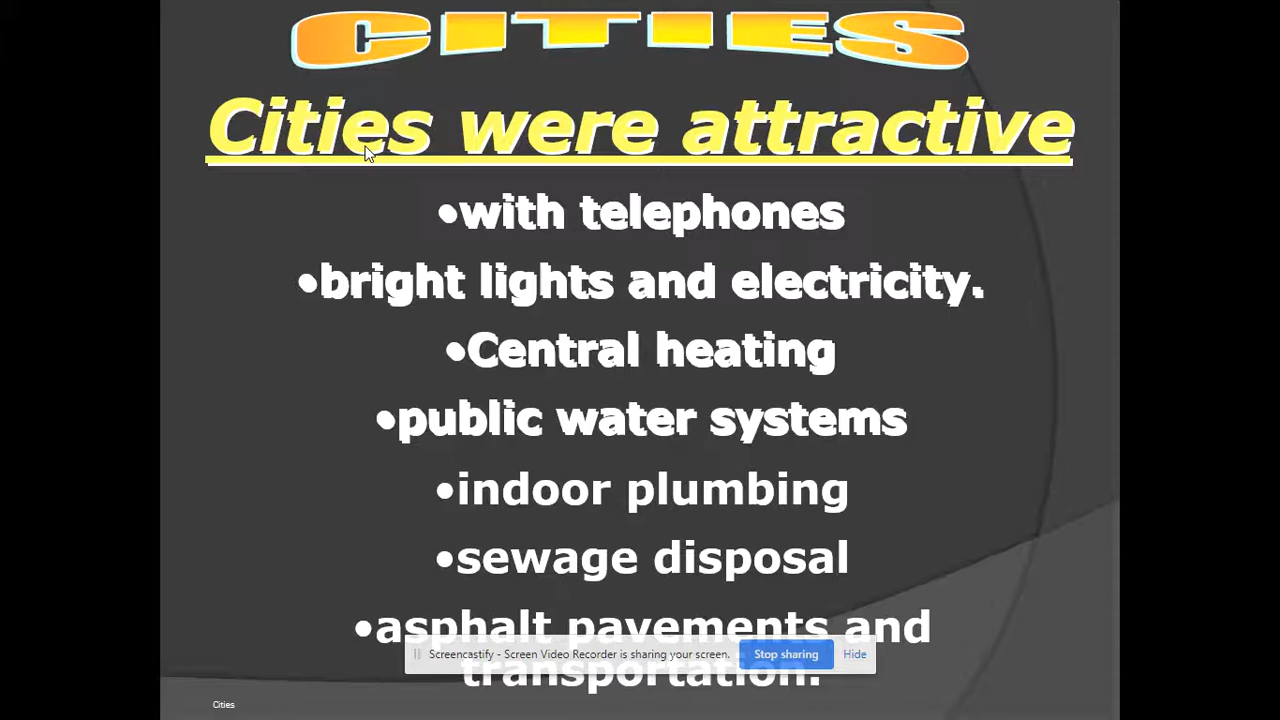 CITIES
Cities were attractive
•with telephones
•bright lights and electricity.
•Central heating
•public water systems
•indoor plumbing
•sewage disposal
•asphalt pavements and
transportation.
Screencastify - Screen Video Recorder is sharing your screen. Stop sharing Hide
Cities